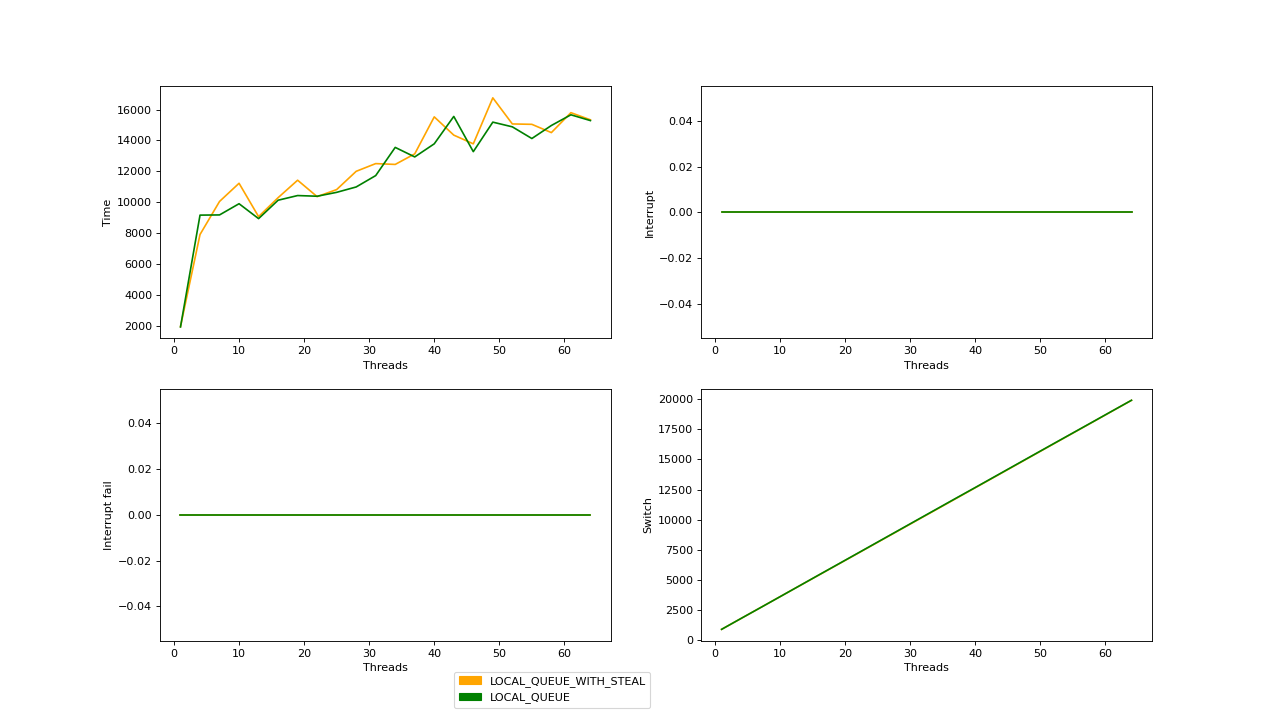 16000
14000
12000
10000
8000
6000
4000
2000
Time
0 10 20 30 40 50 60
Threads
0.04
0.02
0.00
−0.02
−0.04
Interrupt
0 10 20 30 40 50 60
Threads
0.04
0.02
0.00
−0.02
−0.04
Interrupt fail
0 10 20 30 40 50 60
Threads
20000
17500
15000
12500
10000
7500
5000
2500
0
Switch
0 10 20 30 40 50 60
Threads
LOCAL_QUEUE_WITH_STEAL
LOCAL_QUEUE